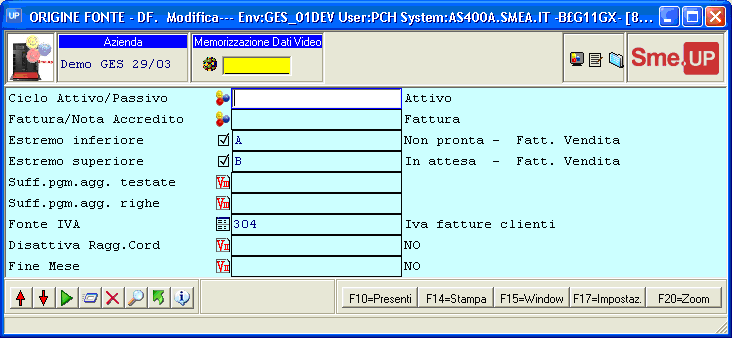 UP ORIGINE FONTE - DF. Modifica--- Env:GES_01DEV User:PCH System:AS400A.SMEA.IT -B£G11GX- [8...
Azienda
Demo GES 29/03
Memorizzazione Dati Video
Sme.UP
Ciclo Attivo/Passivo Attivo
Fattura/Nota Accredito Fattura
Estremo inferiore A Non pronta - Fatt. Vendita
Estremo superiore B In attesa - Fatt. Vendita
Suff.pgm.agg. testate
Suff.pgm.agg. righe
Fonte IVA 304 Iva fatture clienti
Disattiva Ragg.Cord NO
Fine Mese NO
F10=Presenti F14=Stampa F15=Window F17=Impostaz. F20=Zoom